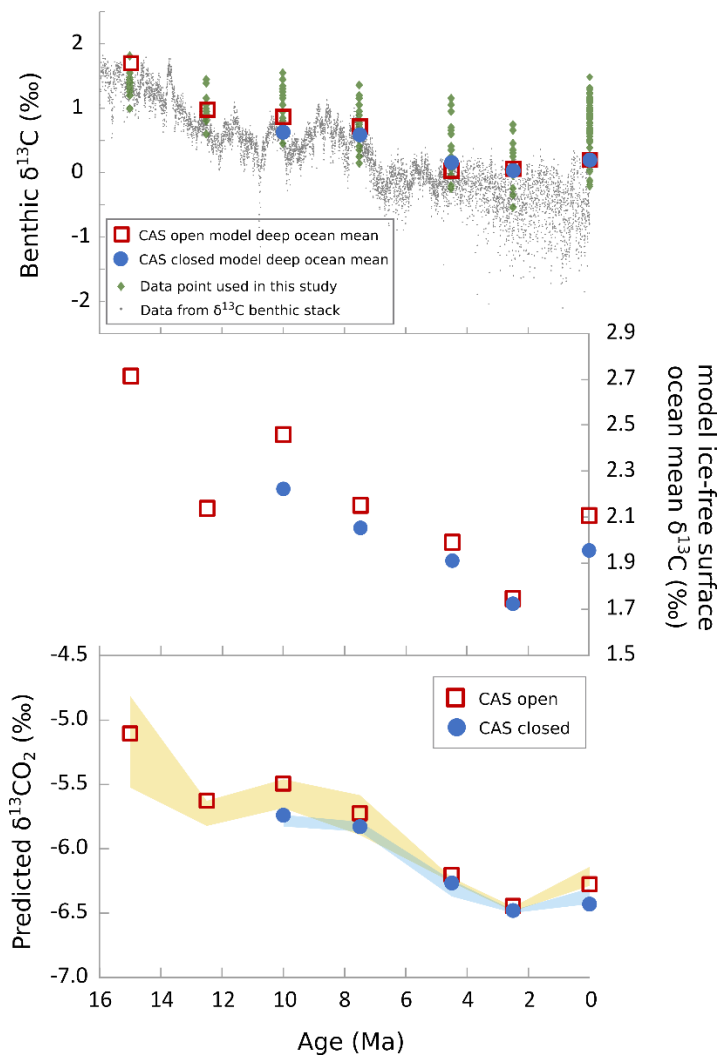 2
1
0
-1
-2
Benthic δ¹³C (‰)
CAS open model deep ocean mean
CAS closed model deep ocean mean
Data point used in this study
Data from δ¹³C benthic stack
2.9
2.7
2.5
2.3
2.1
1.9
1.7
1.5
model ice-free surface
ocean mean δ¹³C (‰)
-4.5
-5.0
-5.5
-6.0
-6.5
-7.0
Predicted δ¹³CO₂ (‰)
CAS open
CAS closed
16 14 12 10 8 6 4 2 0
Age (Ma)